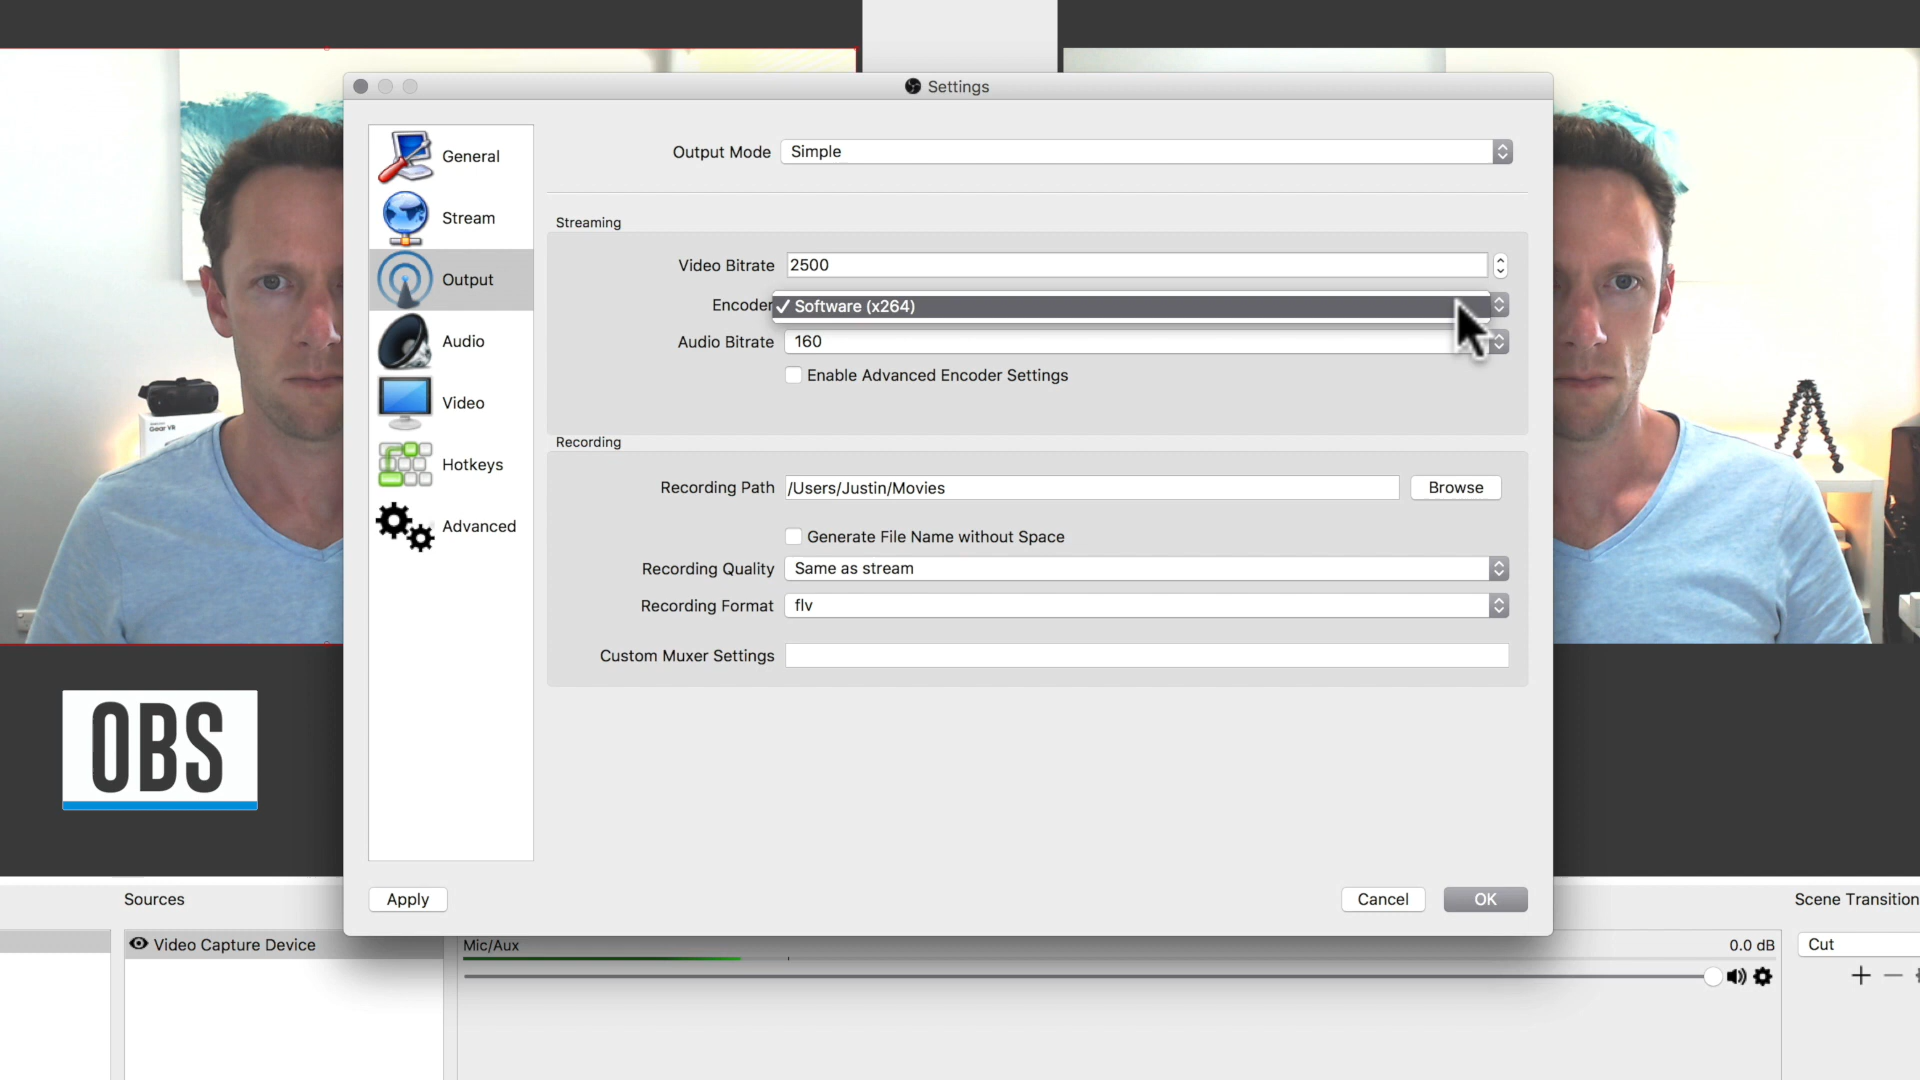 Settings
General
Stream
Output
Audio
Video
Hotkeys
Advanced
Output Mode Simple
Streaming
Video Bitrate 2500
Encoder ✓ Software (x264)
Audio Bitrate 160
Enable Advanced Encoder Settings
Recording
Recording Path /Users/Justin/Movies Browse
Generate File Name without Space
Recording Quality Same as stream
Recording Format flv
Custom Muxer Settings
Apply
Cancel
OK
Gear VR
OBS
Sources
Video Capture Device
Mic/Aux
0.0 dB
Scene Transition
Cut